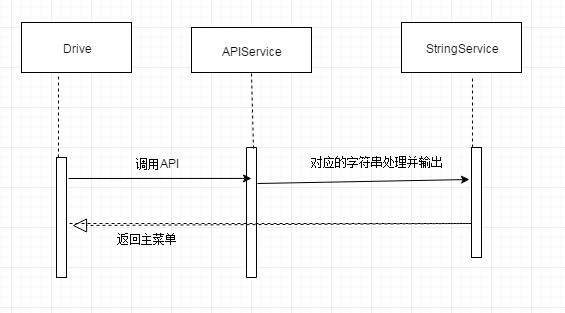 Drive
APIService
StringService
调用API
对应的字符串处理并输出
返回主菜单